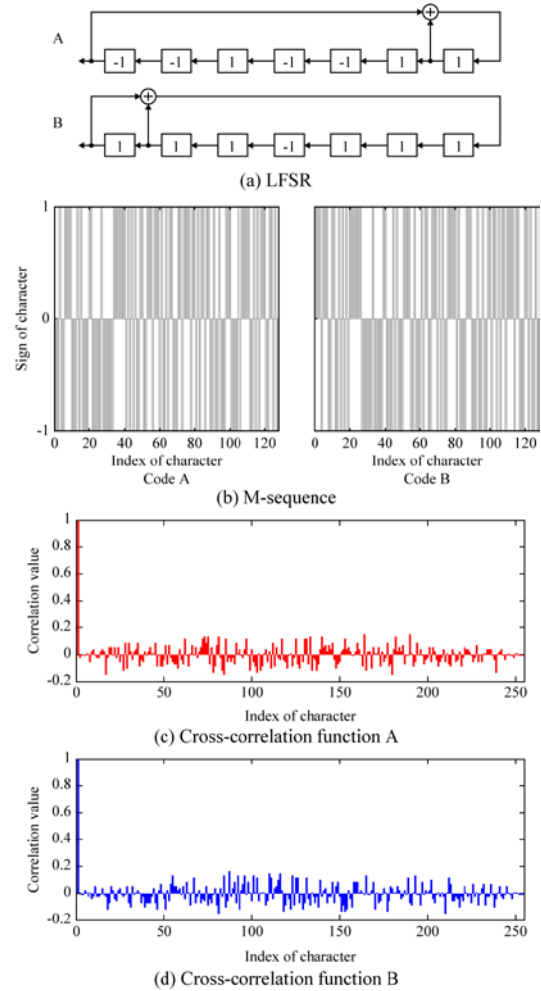 A
-1 -1 1 -1 -1 1 1
B
1 1 1 -1 1 1 1
(a) LFSR
Sign of character
1
0
-1
0 20 40 60 80 100 120
0 20 40 60 80 100 120
Index of character
Index of character
Code A
Code B
(b) M-sequence
Correlation value
1
0.8
0.6
0.4
0.2
0
-0.2
0 50 100 150 200 250
Index of character
(c) Cross-correlation function A
Correlation value
1
0.8
0.6
0.4
0.2
0
-0.2
0 50 100 150 200 250
Index of character
(d) Cross-correlation function B